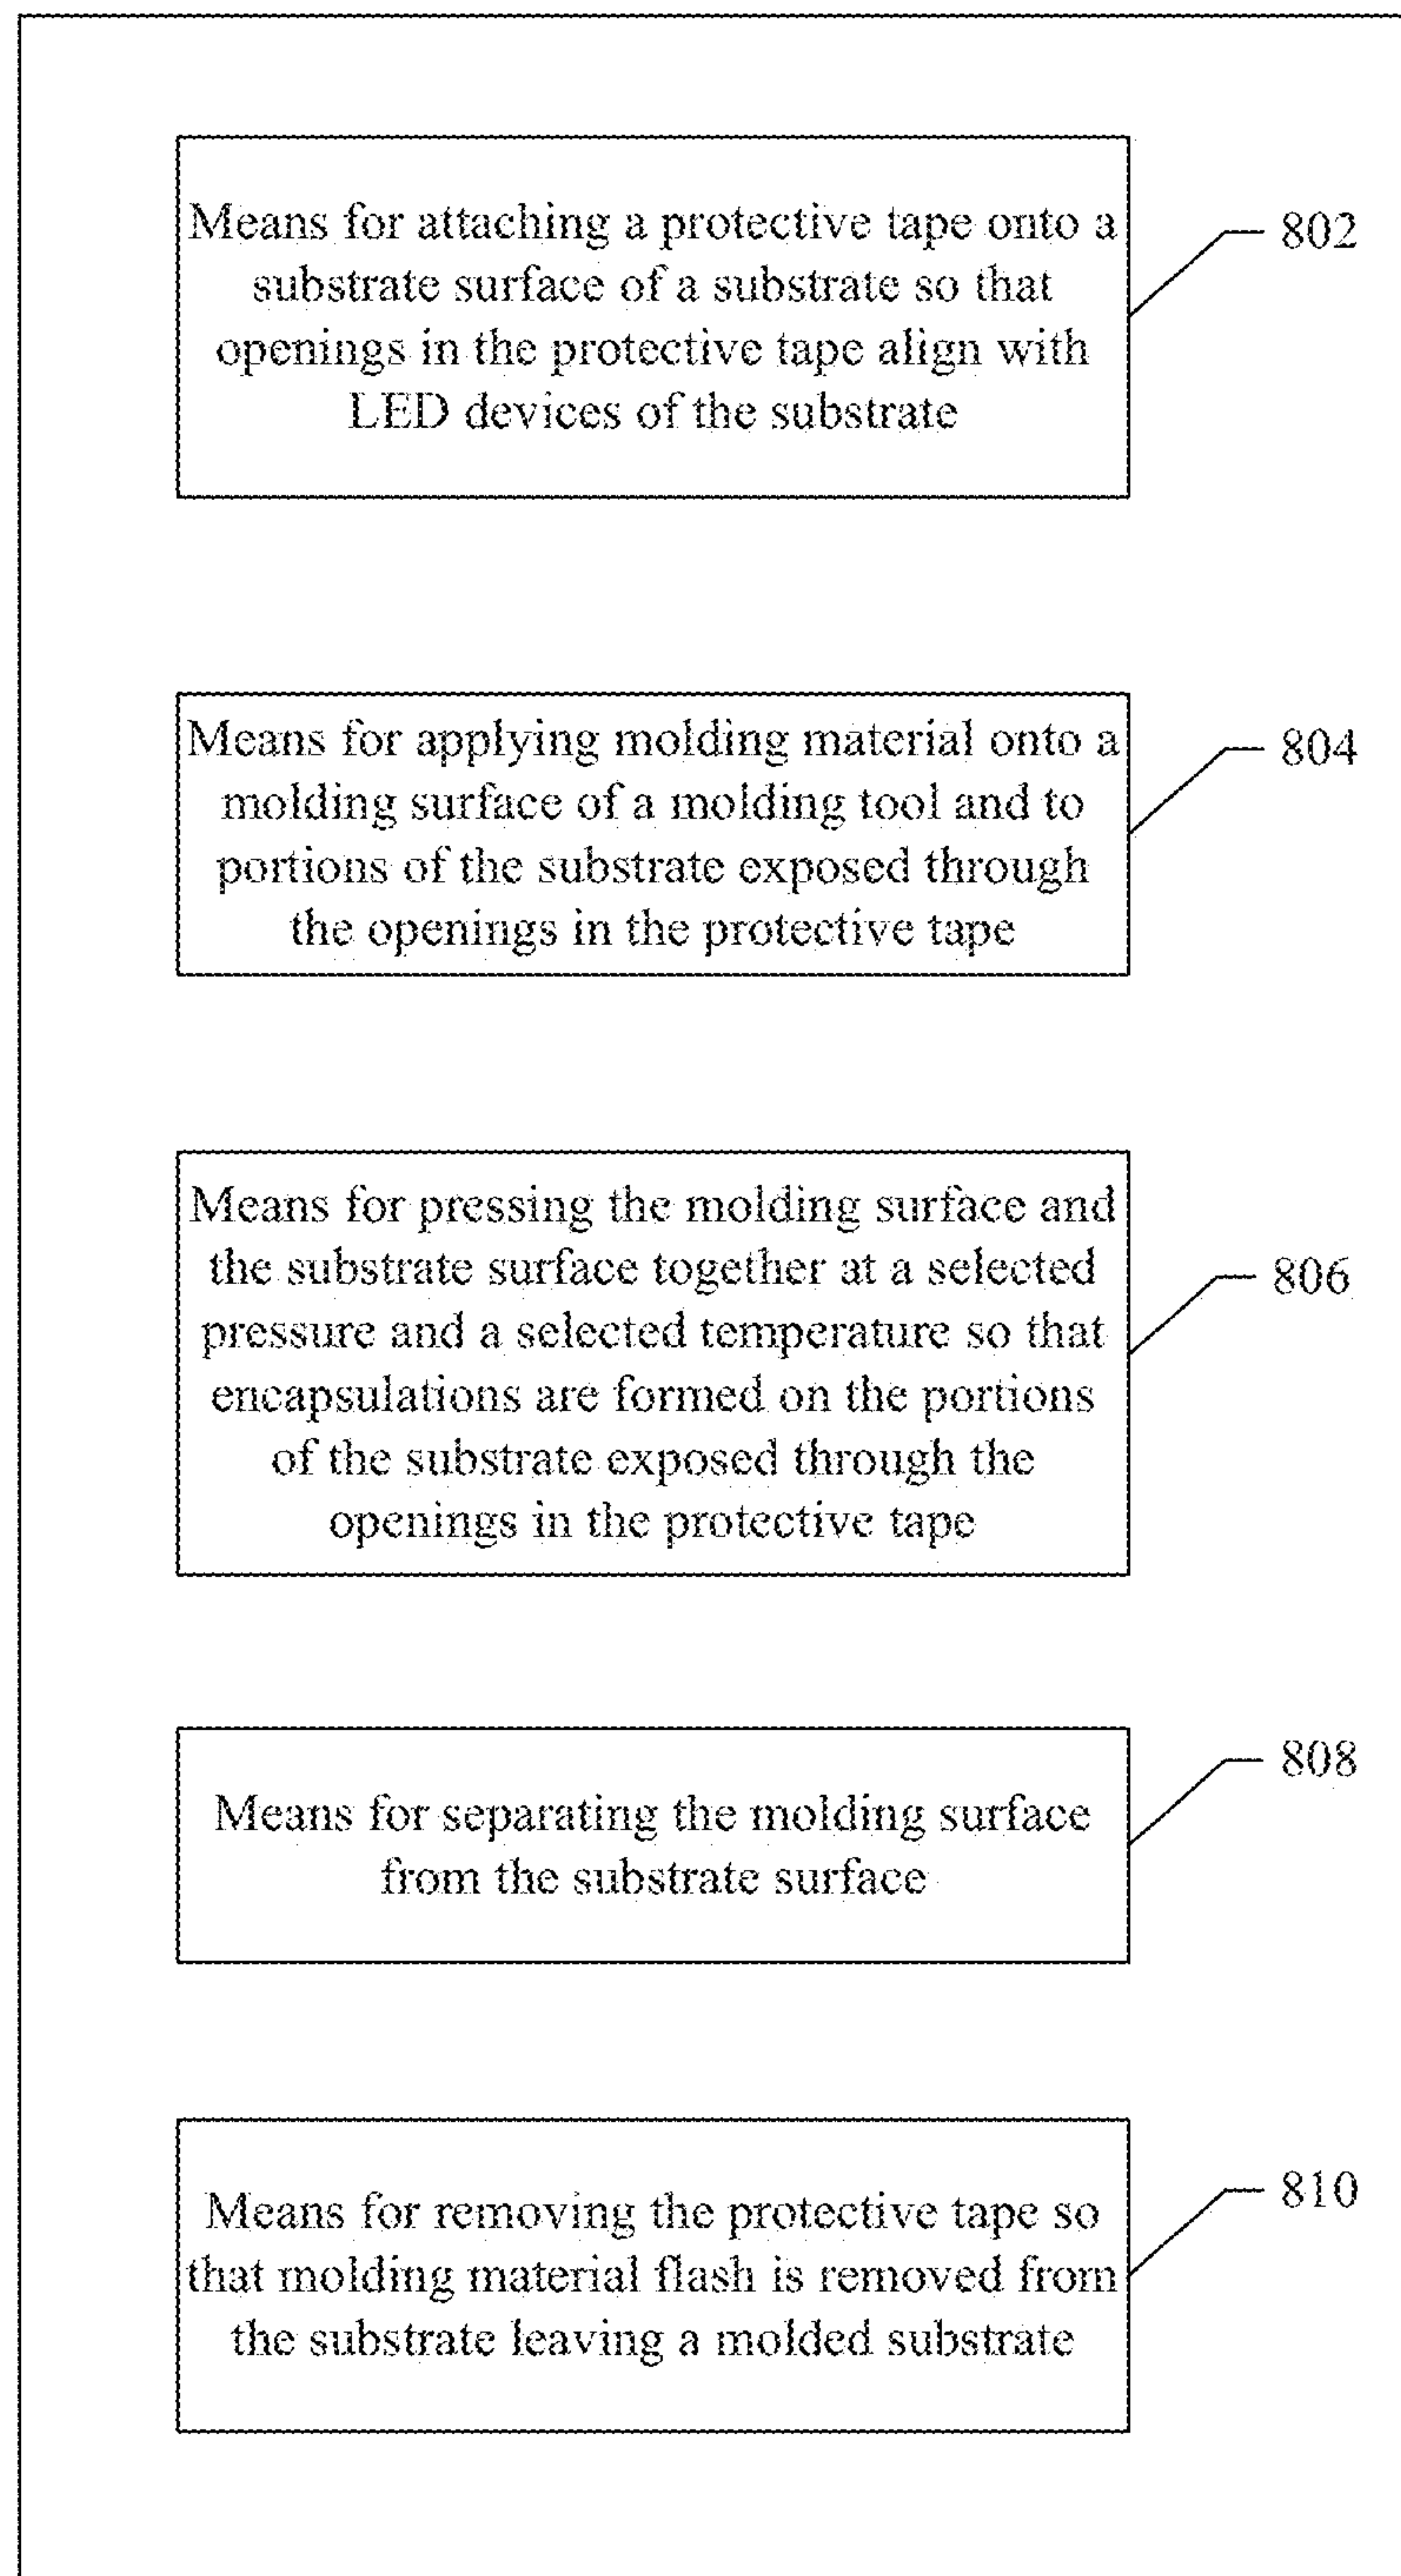 Means for attaching a protective tape onto a
substrate surface of a substrate so that
openings in the protective tape align with
LED devices of the substrate
802
Means for applying molding material onto a
molding surface of a molding tool and to
portions of the substrate exposed through
the openings in the protective tape
804
Means for pressing the molding surface and
the substrate surface together at a selected
pressure and a selected temperature so that
encapsulations are formed on the portions
of the substrate exposed through the
openings in the protective tape
806
Means for separating the molding surface
from the substrate surface
808
Means for removing the protective tape so
that molding material flash is removed from
the substrate leaving a molded substrate
810